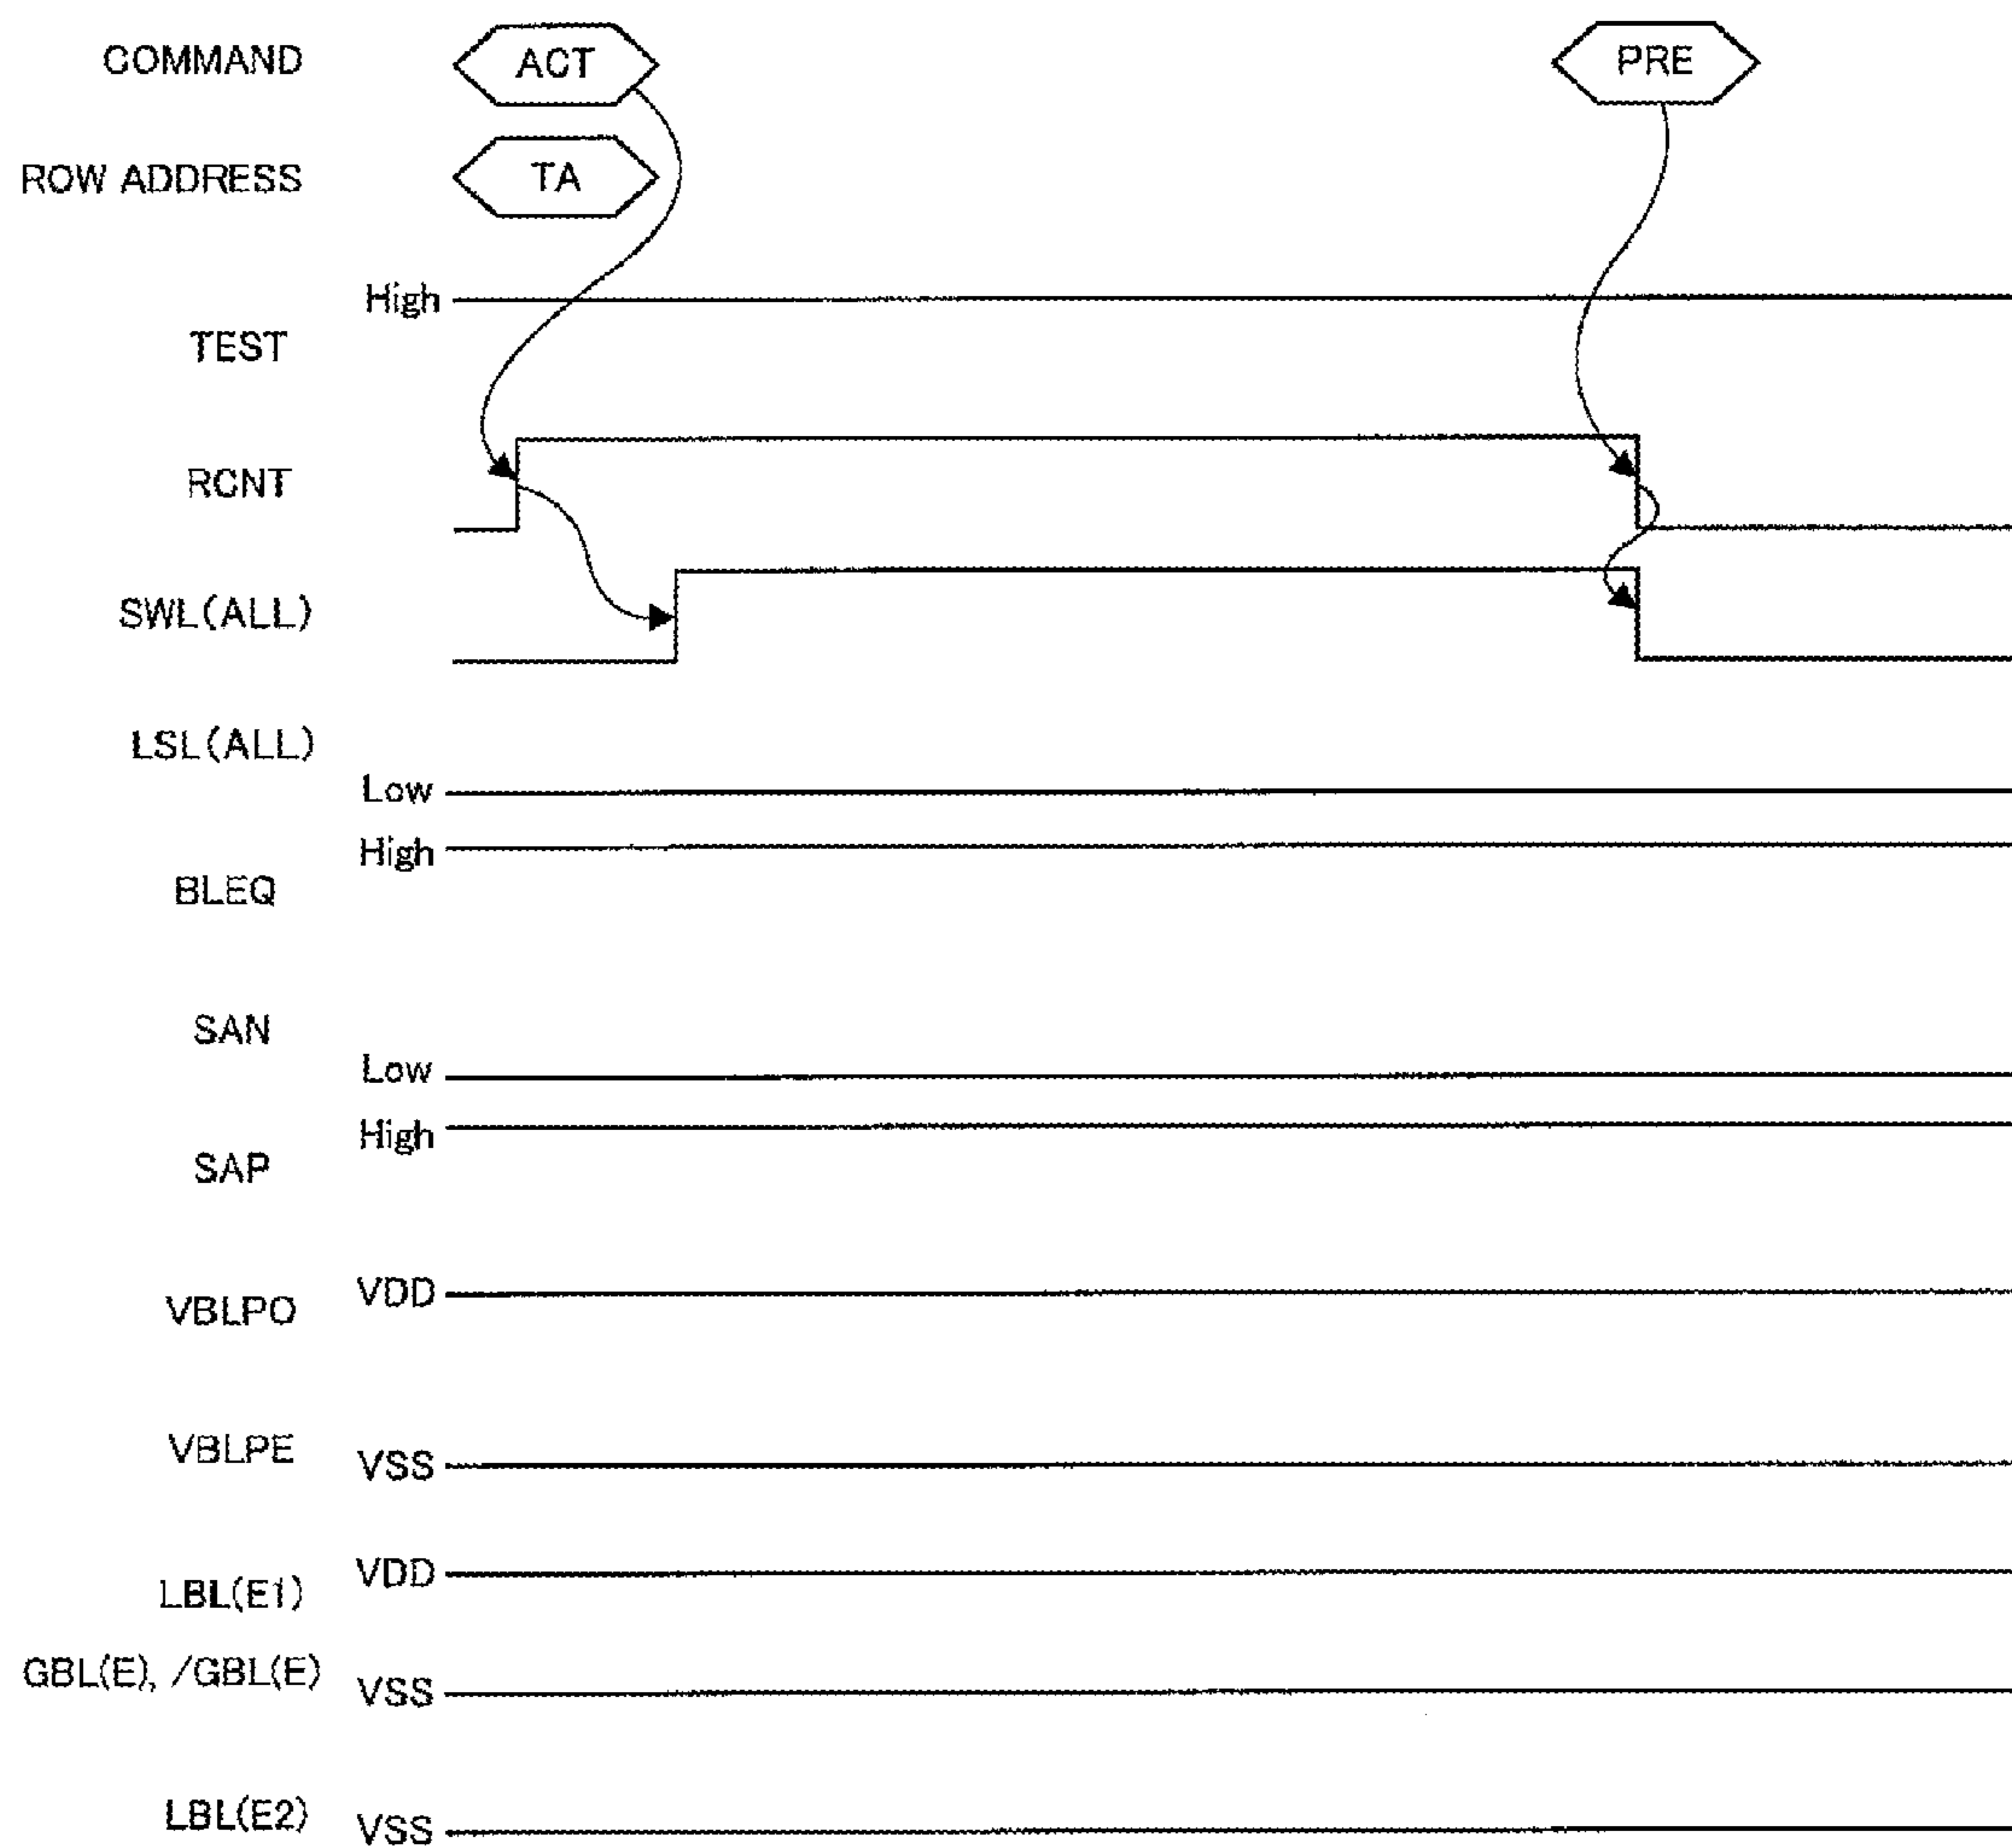 COMMAND ACT PRE
ROW ADDRESS TA
High
TEST
RCNT
SWL(ALL)
LSL(ALL)
Low
High
BLEQ
SAN
Low
High
SAP
VDD
VBLPO
VBLPE
VSS
VDD
LBL(E1)
GBL(E), /GBL(E)
VSS
LBL(E2)
VSS